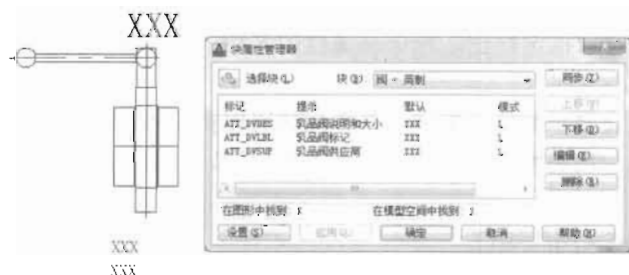 XXX
块属性管理器
选择块(L)
块(B)
阀 - 两制
同步(Y)
标记 提示 默认 模式
ATT_DVDES 乳品阀说明和大小 XXX L
ATT_DVLBL 乳品阀标记 XXX L
ATT_DVSUP 乳品阀供应商 XXX L
上移(U)
下移(D)
编辑(E)
删除(R)
在图形中找到:
在模型空间中找到:
设置(S)
应用(A)
确定
取消
帮助(H)
XXX
XXX